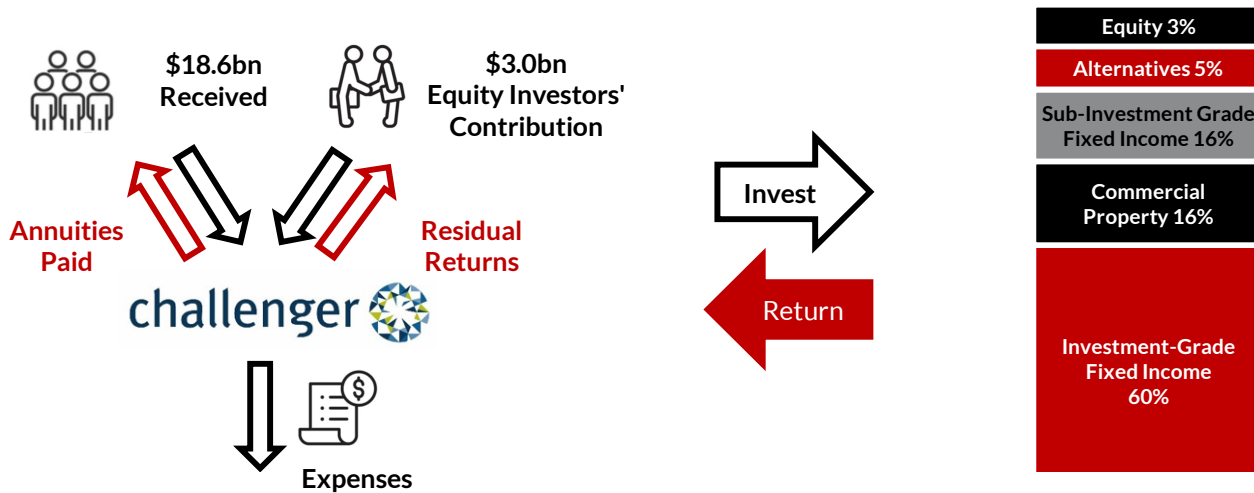 $18.6bn
Received
$3.0bn
Equity Investors'
Contribution
Annuities
Paid
Residual
Returns
challenger
$
Expenses
Invest
Return
Equity 3%
Alternatives 5%
Sub-Investment Grade
Fixed Income 16%
Commercial
Property 16%
Investment-Grade
Fixed Income
60%